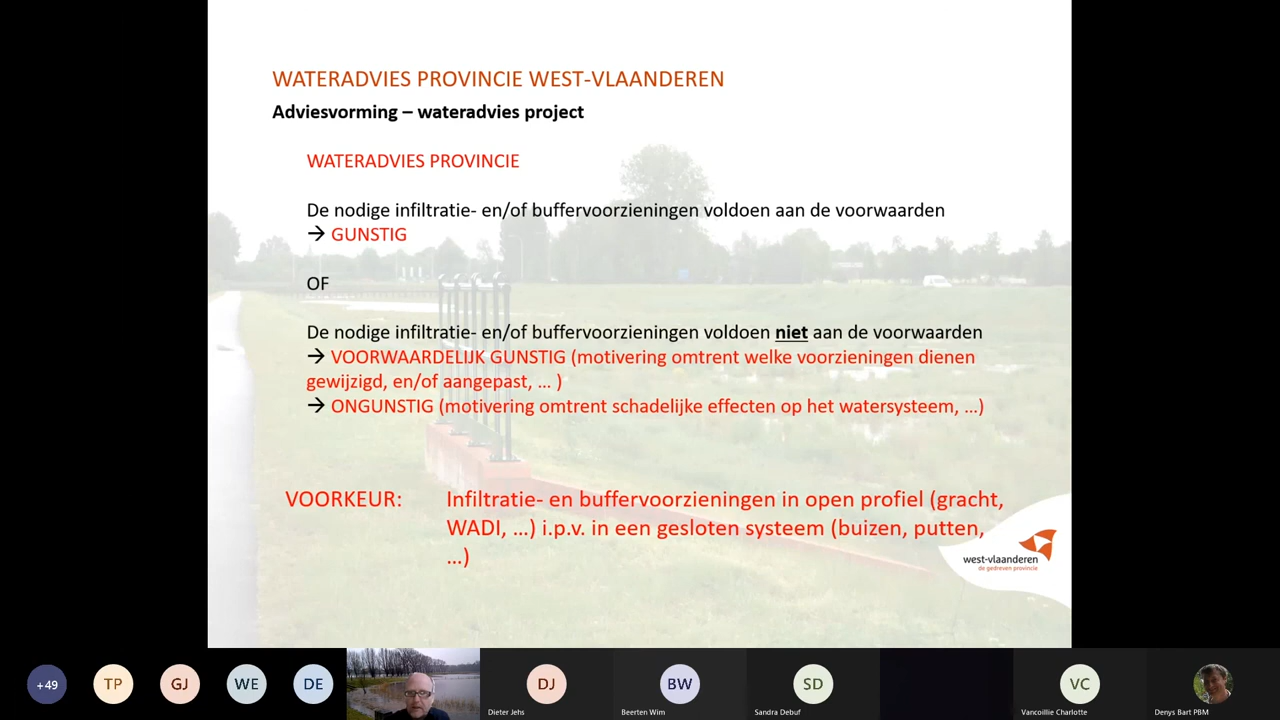 WATERADVIES PROVINCIE WEST-VLAANDEREN
Adviesvorming – wateradvies project
WATERADVIES PROVINCIE
De nodige infiltratie- en/of buffervoorzieningen voldoen aan de voorwaarden
→ GUNSTIG
OF
De nodige infiltratie- en/of buffervoorzieningen voldoen niet aan de voorwaarden
→ VOORWAARDELIJK GUNSTIG (motivering omtrent welke voorzieningen dienen
gewijzigd, en/of aangepast, … )
→ ONGUNSTIG (motivering omtrent schadelijke effecten op het watersysteem, …)
VOORKEUR: Infiltratie- en buffervoorzieningen in open profiel (gracht,
WADI, …) i.p.v. in een gesloten systeem (buizen, putten,
…)
west-vlaanderen
de gedreven provincie
+49 TP GJ WE DE DJ BW SD VC
Dieter Jehs Beerten Wim Sandra Debuf Vancoillie Charlotte Denys Bart PBM